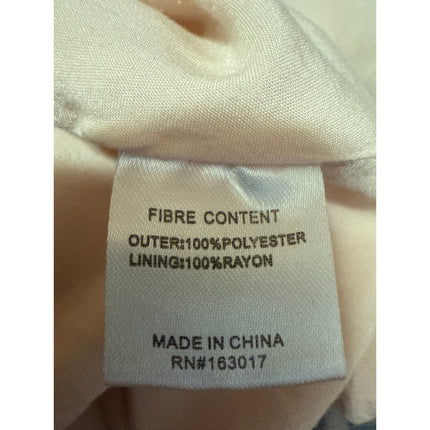 FIBRE CONTENT
OUTER:100%POLYESTER
LINING:100%RAYON
MADE IN CHINA
RN#163017